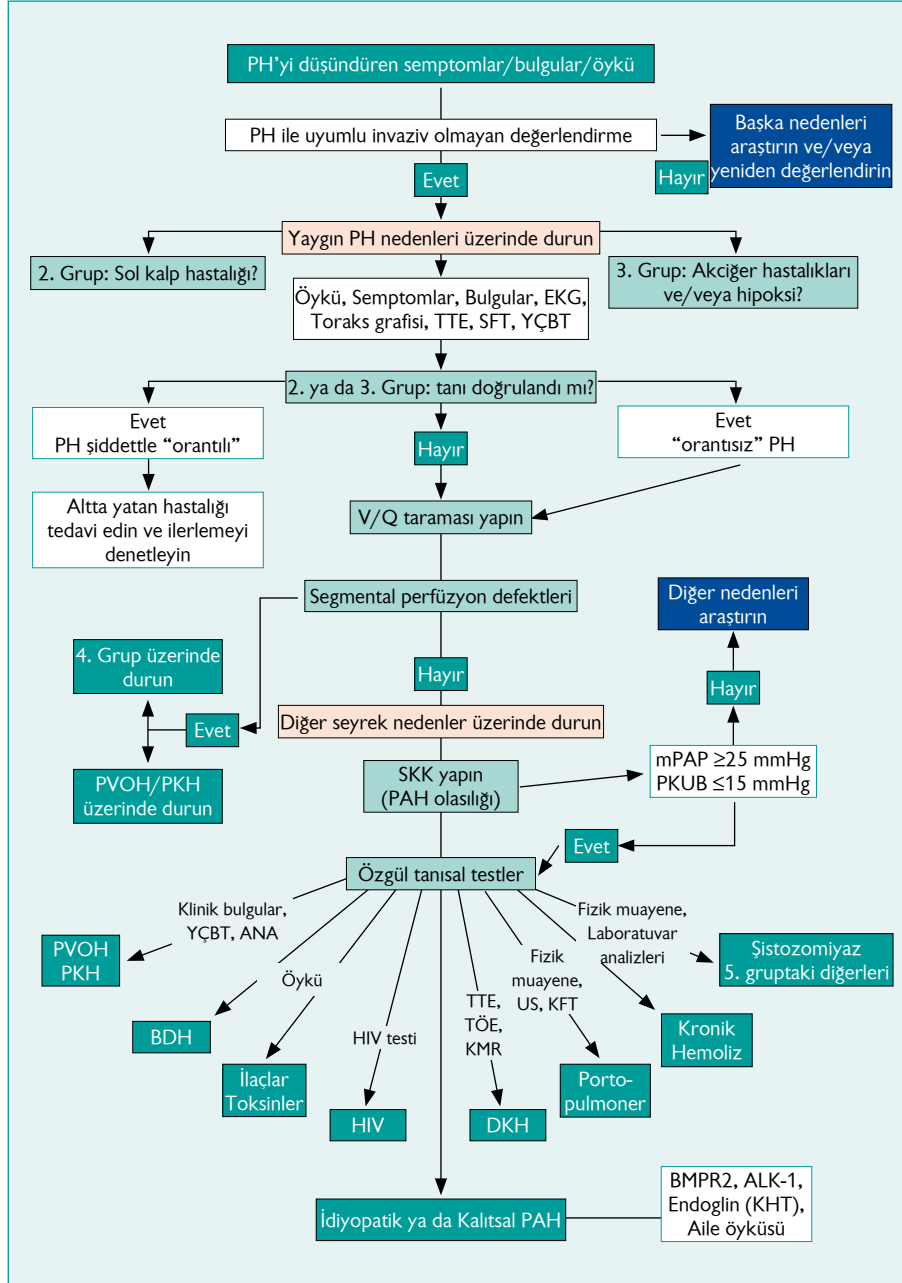 PH'yi düşündüren semptomlar/bulgular/öykü
PH ile uyumlu invaziv olmayan değerlendirme
Başka nedenleri
araştırın ve/veya
yeniden değerlendirin
Evet
Hayır
Yaygın PH nedenleri üzerinde durun
2. Grup: Sol kalp hastalığı?
3. Grup: Akciğer hastalıkları
ve/veya hipoksi?
Öykü, Semptomlar, Bulgular, EKG,
Toraks grafisi, TTE, SFT, YÇBT
2. ya da 3. Grup: tanı doğrulandı mı?
Evet
PH şiddettle “orantılı”
Hayır
Evet
“orantısız” PH
Altta yatan hastalığı
tedavi edin ve ilerlemeyi
denetleyin
V/Q taraması yapın
Segmental perfüzyon defektleri
Diğer nedenleri
araştırın
4. Grup üzerinde
durun
Hayır
Hayır
Evet
Diğer seyrek nedenler üzerinde durun
PVOH/PKH
üzerinde durun
SKK yapın
(PAH olasılığı)
mPAP ≥25 mmHg
PKUB ≤15 mmHg
Evet
Özgül tanısal testler
Klinik bulgular,
YÇBT, ANA
Fizik muayene,
Laboratuvar
analizleri
PVOH
PKH
Öykü
HIV testi
TTE,
TÖE,
KMR
Fizik
muayene,
US, KFT
Şistozomiyaz
5. gruptaki diğerleri
BDH
Kronik
Hemoliz
İlaçlar
Toksinler
HIV
DKH
Porto-
pulmoner
İdiyopatik ya da Kalıtsal PAH
BMPR2, ALK-1,
Endoglin (KHT),
Aile öyküsü